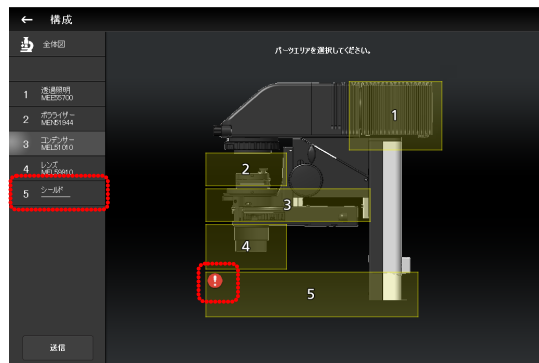 ← 構成
全体図
パーツエリアを選択してください。
1 透過照明
MEE55700
2 ポラライザー
MEN51944
3 コンデンサー
MEL51010
4 レンズ
MEL59910
5 シールド
送信
1
2
3
4
!
5